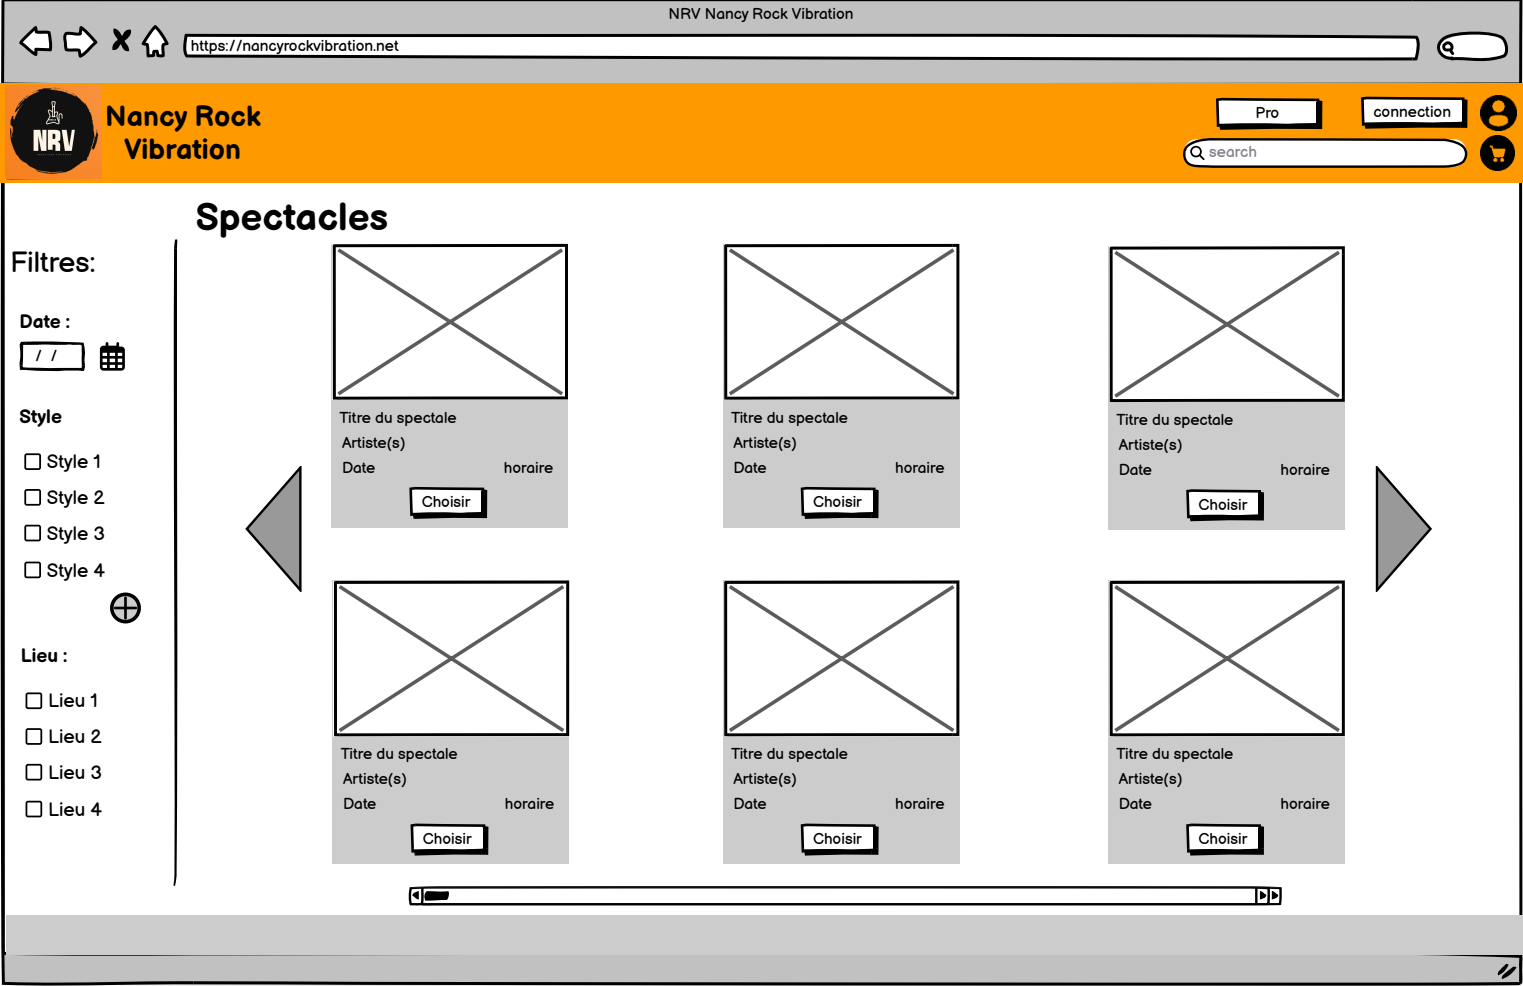 NRV Nancy Rock Vibration
https://nancyrockvibration.net
NRV
Nancy Rock
Vibration
Pro
connection
search
Spectacles
Filtres:
Date :
/ /
Style
Style 1
Style 2
Style 3
Style 4
Lieu :
Lieu 1
Lieu 2
Lieu 3
Lieu 4
Titre du spectale
Artiste(s)
Date horaire
Choisir
Titre du spectale
Artiste(s)
Date horaire
Choisir
Titre du spectale
Artiste(s)
Date horaire
Choisir
Titre du spectale
Artiste(s)
Date horaire
Choisir
Titre du spectale
Artiste(s)
Date horaire
Choisir
Titre du spectale
Artiste(s)
Date horaire
Choisir